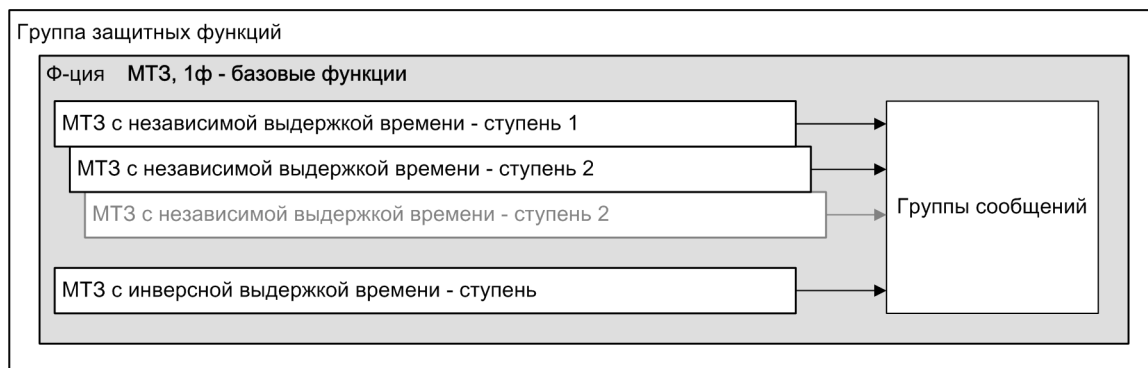 Группа защитных функций
Ф-ция МТЗ, 1ф - базовые функции
МТЗ с независимой выдержкой времени - ступень 1
МТЗ с независимой выдержкой времени - ступень 2
МТЗ с независимой выдержкой времени - ступень 2
Группы сообщений
МТЗ с инверсной выдержкой времени - ступень